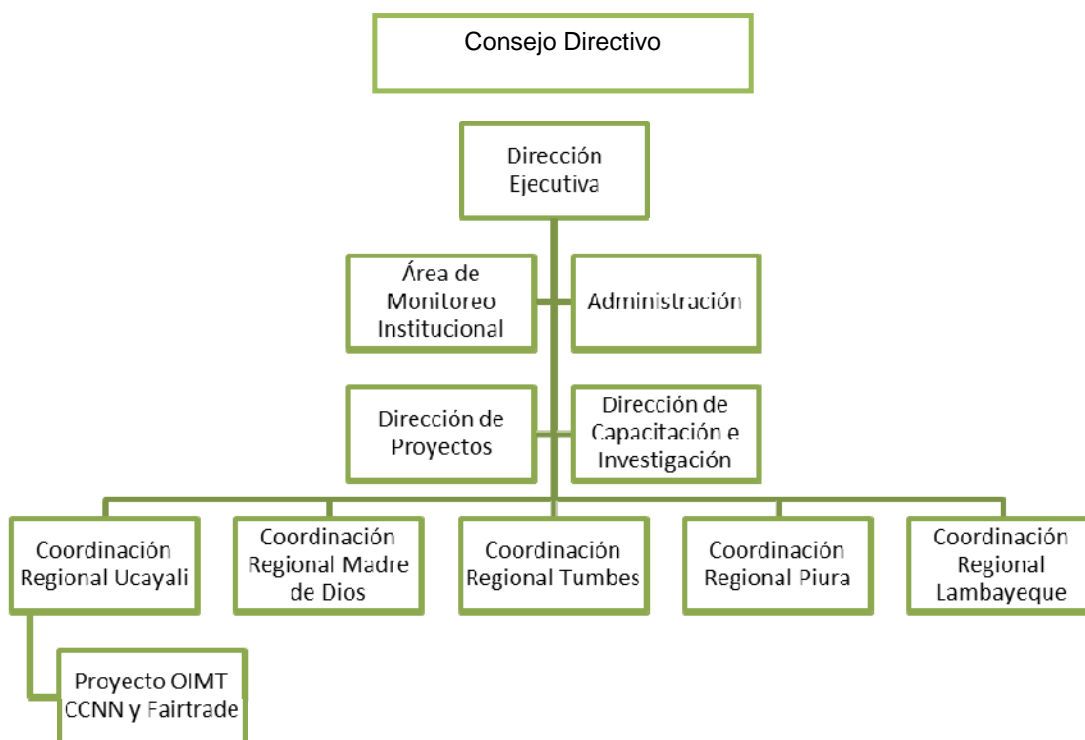 Consejo Directivo
Dirección
Ejecutiva
Área de
Monitoreo
Institucional
Administración
Dirección de
Proyectos
Dirección de
Capacitación e
Investigación
Coordinación
Regional Ucayali
Coordinación
Regional Madre
de Dios
Coordinación
Regional Tumbes
Coordinación
Regional Piura
Coordinación
Regional
Lambayeque
Proyecto OIMT
CCNN y Fairtrade